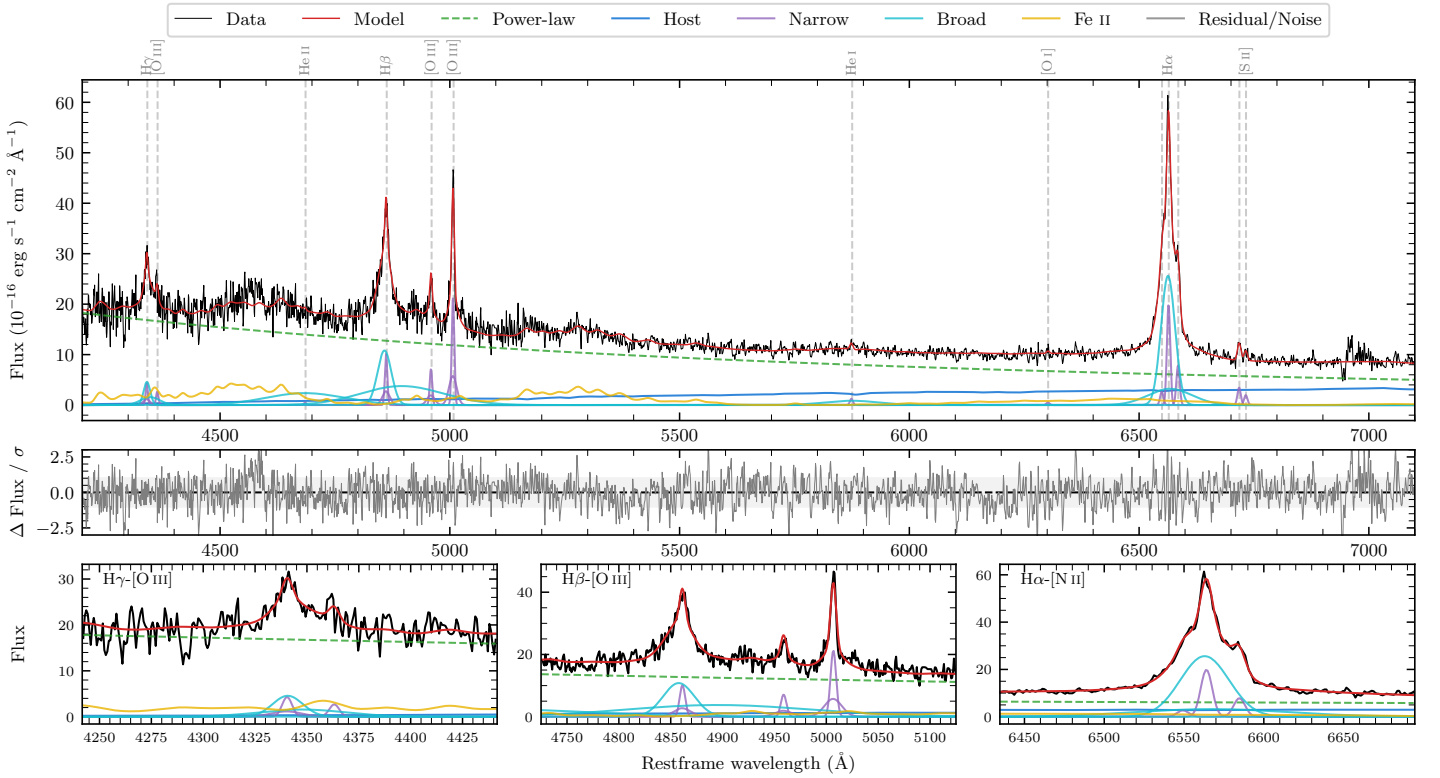 Data Model Power-law Host Narrow Broad Fe II Residual/Noise
Hγ [O III] He II Hβ [O III] [O III] He I [O I] Hα [S II]
Flux (10⁻¹⁶ erg s⁻¹ cm⁻² Å⁻¹)
60
50
40
30
20
10
0
4500 5000 5500 6000 6500 7000
Δ Flux / σ
2.5
0.0
−2.5
4500 5000 5500 6000 6500 7000
Flux
Hγ-[O III]
30
20
10
0
4250 4275 4300 4325 4350 4375 4400 4425
Hβ-[O III]
40
20
0
4750 4800 4850 4900 4950 5000 5050 5100
Hα-[N II]
60
40
20
0
6450 6500 6550 6600 6650
Restframe wavelength (Å)